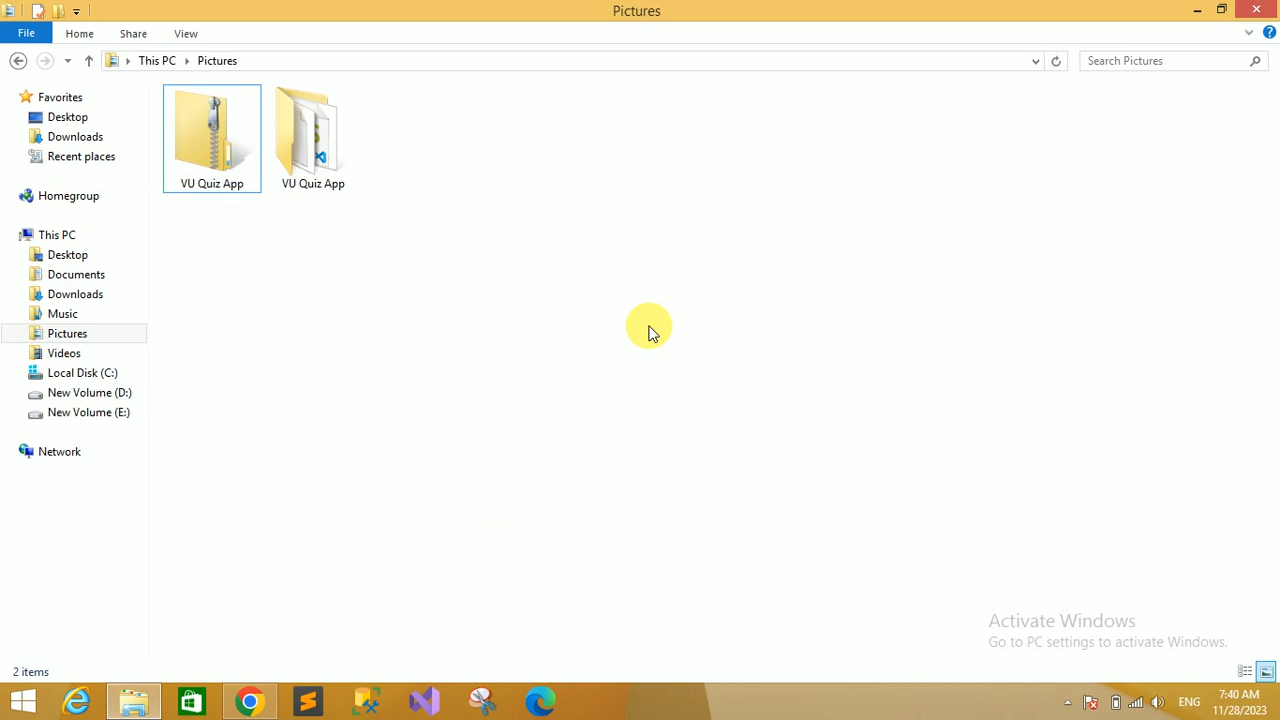 Pictures
File Home Share View
This PC Pictures
Search Pictures
Favorites
Desktop
Downloads
Recent places
Homegroup
This PC
Desktop
Documents
Downloads
Music
Pictures
Videos
Local Disk (C:)
New Volume (D:)
New Volume (E:)
Network
VU Quiz App
VU Quiz App
Activate Windows
Go to PC settings to activate Windows.
2 items
ENG
7:40 AM
11/28/2023